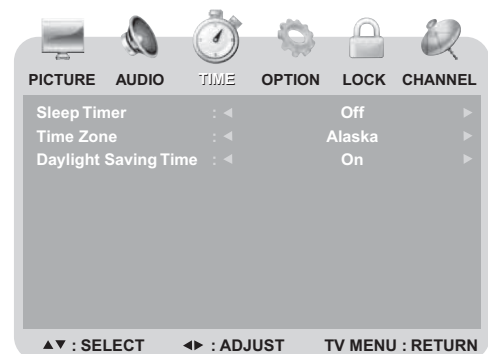 PICTURE AUDIO TIME OPTION LOCK CHANNEL
Sleep Timer : ◀ Off ▶
Time Zone : ◀ Alaska ▶
Daylight Saving Time : ◀ On ▶
▲▼ : SELECT ◀▶ : ADJUST TV MENU : RETURN